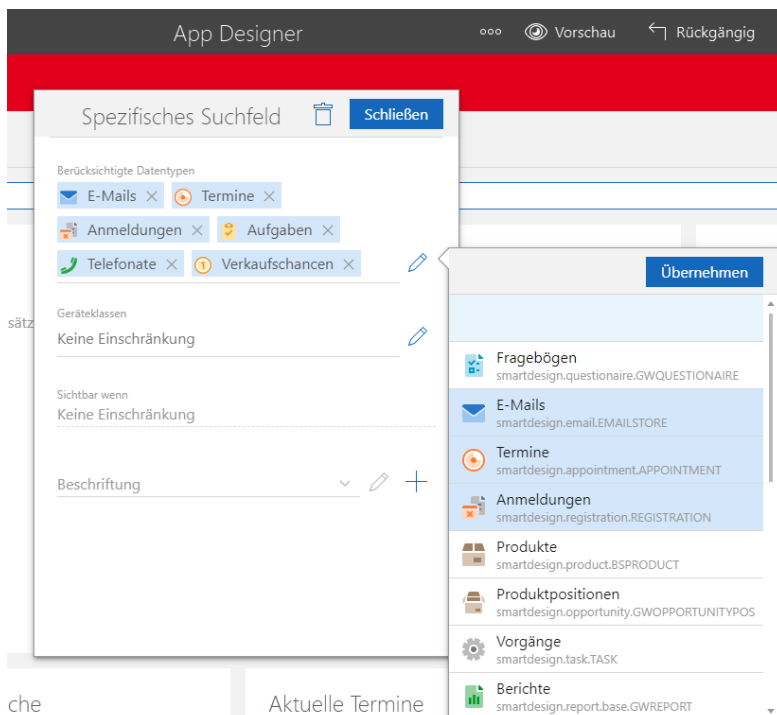 App Designer
Vorschau
Rückgängig
Spezifisches Suchfeld
Schließen
Berücksichtigte Datentypen
E-Mails
Termine
Anmeldungen
Aufgaben
Telefonate
Verkaufschancen
Geräteklassen
Keine Einschränkung
Sichtbar wenn
Keine Einschränkung
Beschriftung
sätz
Übernehmen
Fragebögen
smartdesign.questionaire.GWQUESTIONAIRE
E-Mails
smartdesign.email.EMAILSTORE
Termine
smartdesign.appointment.APPOINTMENT
Anmeldungen
smartdesign.registration.REGISTRATION
Produkte
smartdesign.product.BSPRODUCT
Produktpositionen
smartdesign.opportunity.GWOPPORTUNITYPOS
Vorgänge
smartdesign.task.TASK
Berichte
smartdesign.report.base.GWREPORT
che
Aktuelle Termine